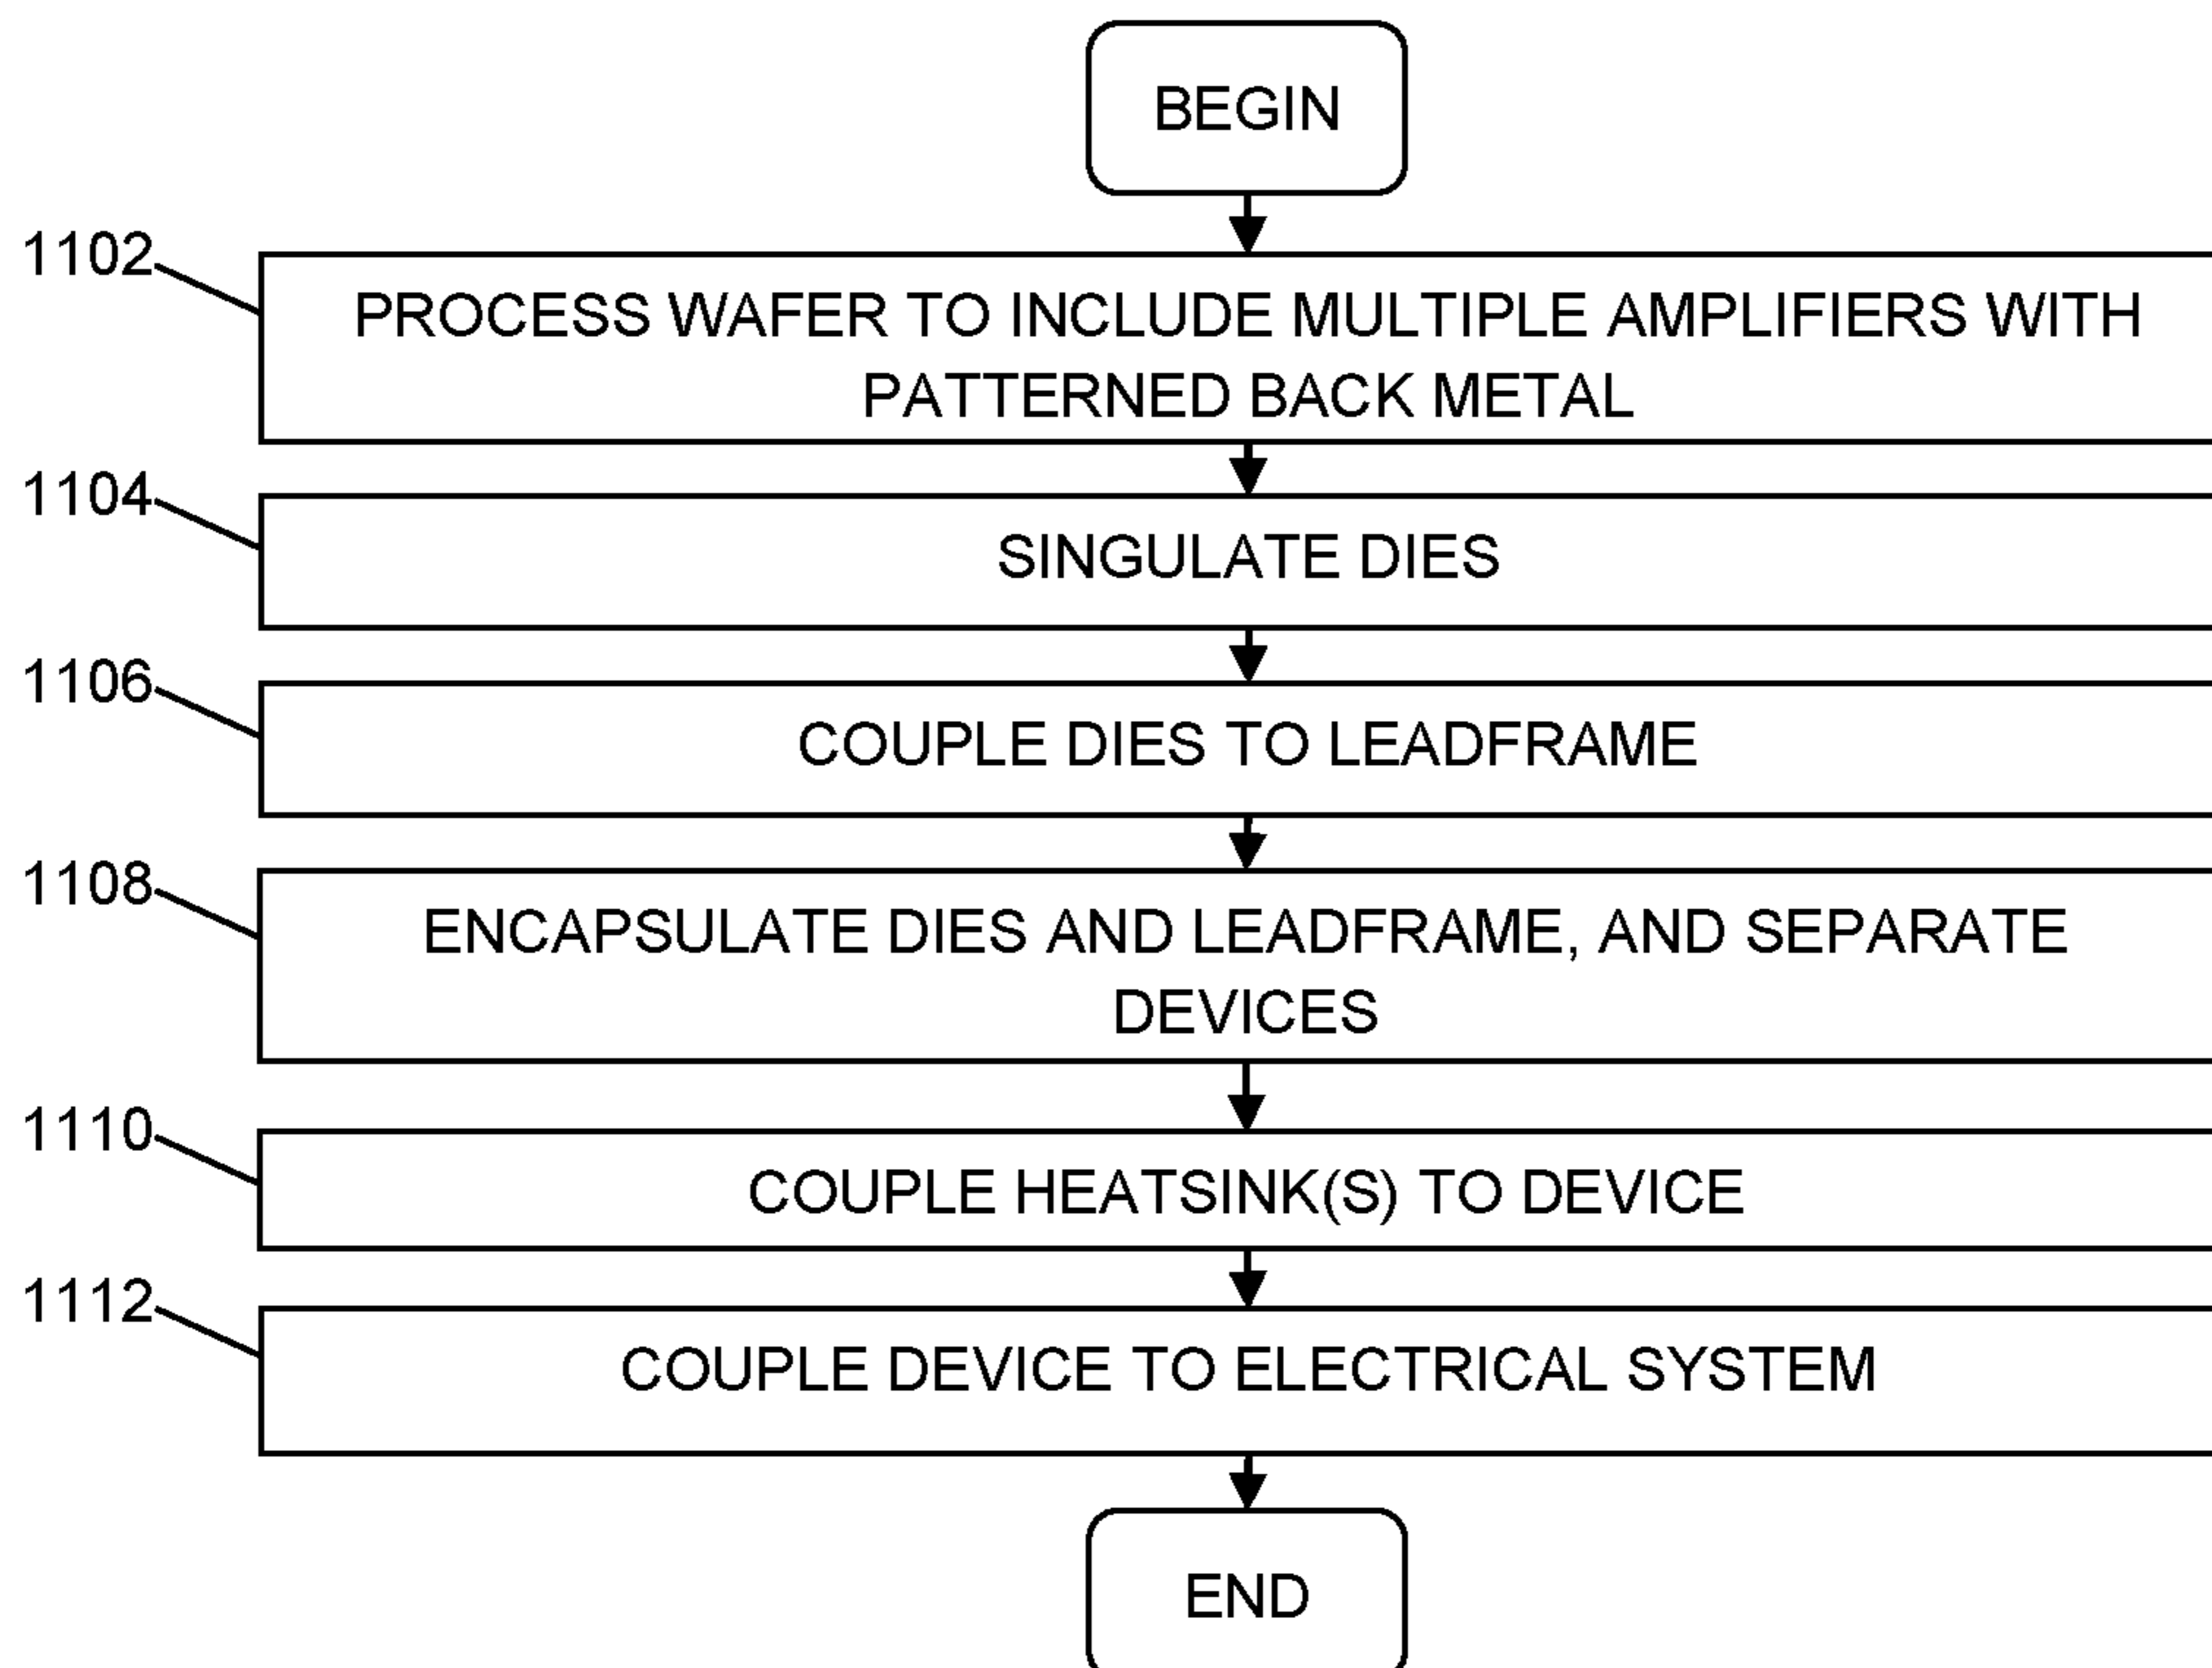 BEGIN
1102
PROCESS WAFER TO INCLUDE MULTIPLE AMPLIFIERS WITH
PATTERNED BACK METAL
1104
SINGULATE DIES
1106
COUPLE DIES TO LEADFRAME
1108
ENCAPSULATE DIES AND LEADFRAME, AND SEPARATE
DEVICES
1110
COUPLE HEATSINK(S) TO DEVICE
1112
COUPLE DEVICE TO ELECTRICAL SYSTEM
END